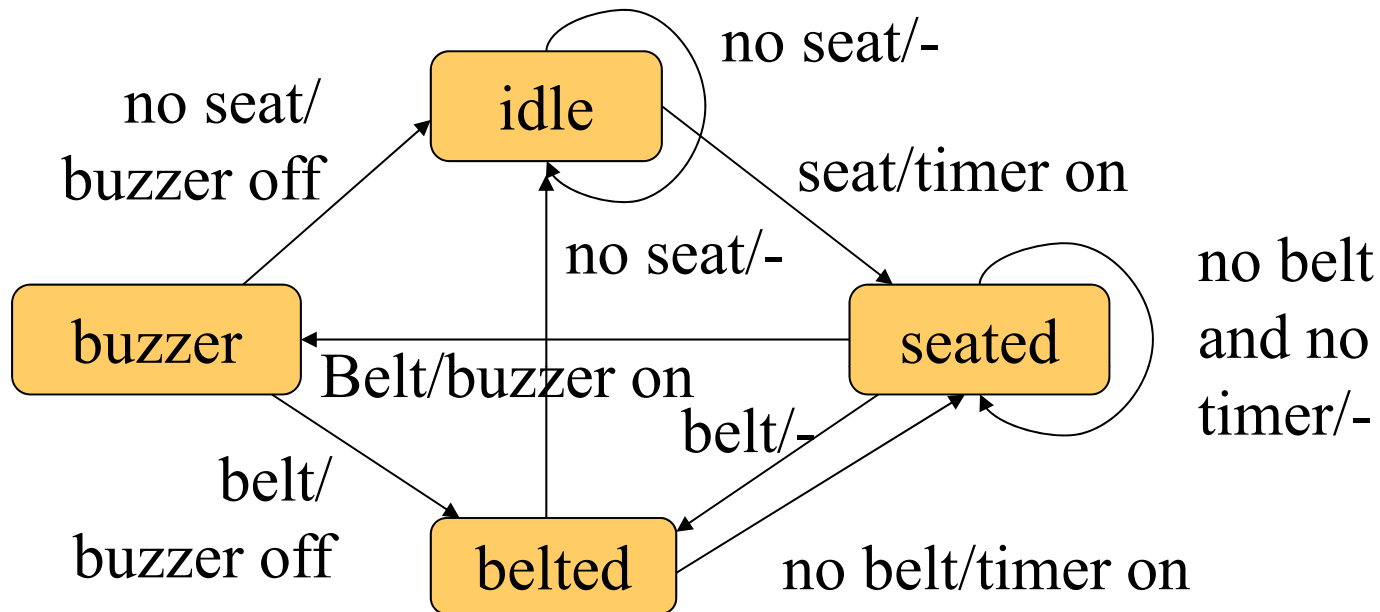 no seat/-
no seat/
buzzer off
idle
seat/timer on
no seat/-
no belt
and no
timer/-
buzzer
seated
Belt/buzzer on
belt/-
belt/
buzzer off
belted
no belt/timer on